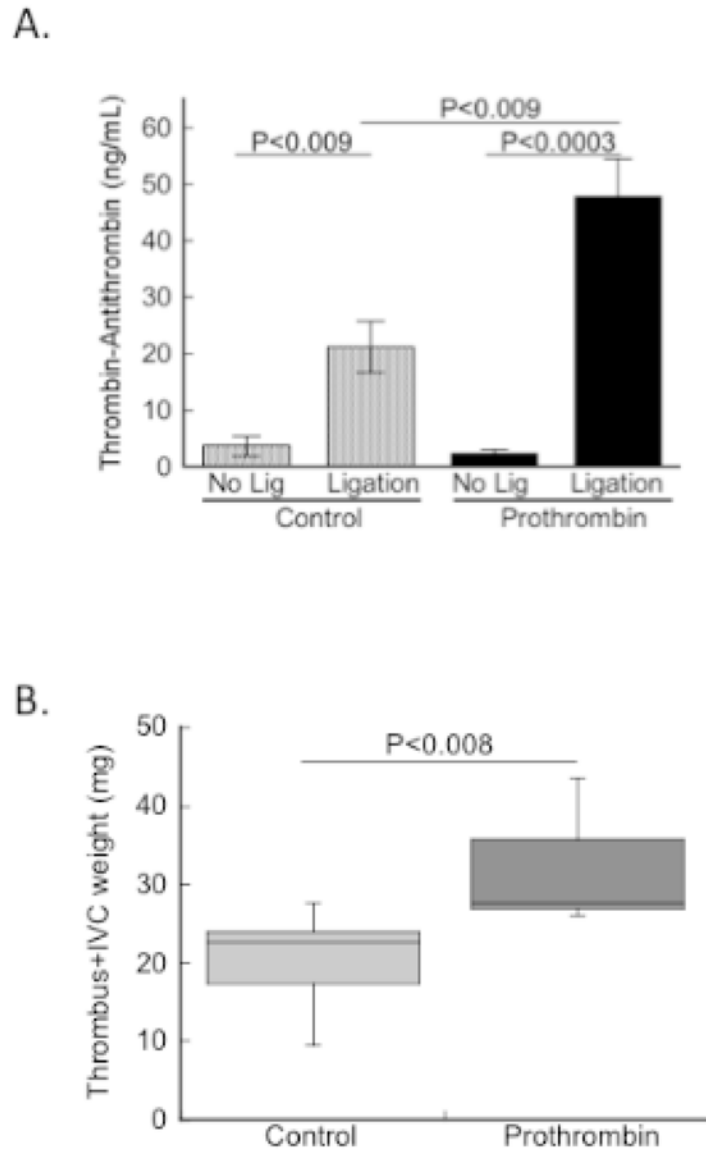 A.
Thrombin-Antithrombin (ng/mL)
60
50
40
30
20
10
0
P<0.009
P<0.009
P<0.0003
No Lig
Ligation
No Lig
Ligation
Control
Prothrombin
B.
Thrombus+IVC weight (mg)
50
40
30
20
10
0
P<0.008
Control
Prothrombin